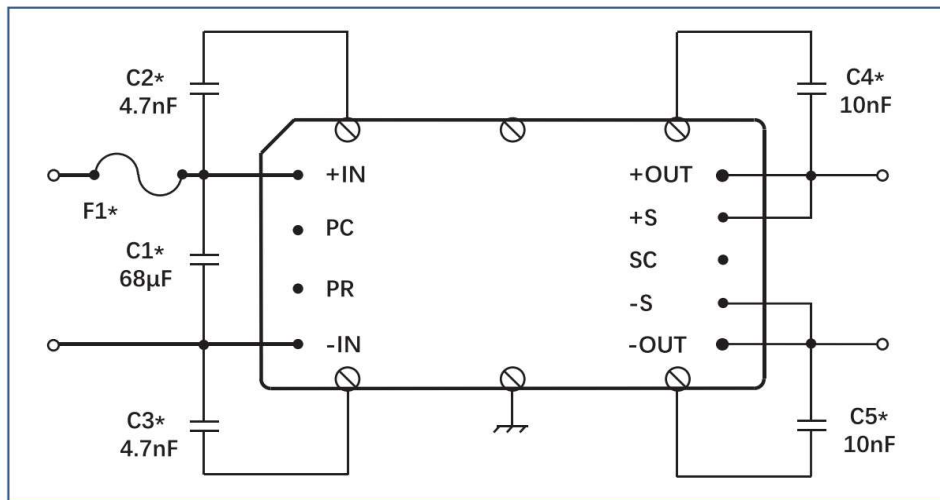 C2*
4.7nF
C4*
10nF
+IN
+OUT
F1*
PC
+S
C1*
68μF
SC
PR
-S
-IN
-OUT
C3*
4.7nF
C5*
10nF